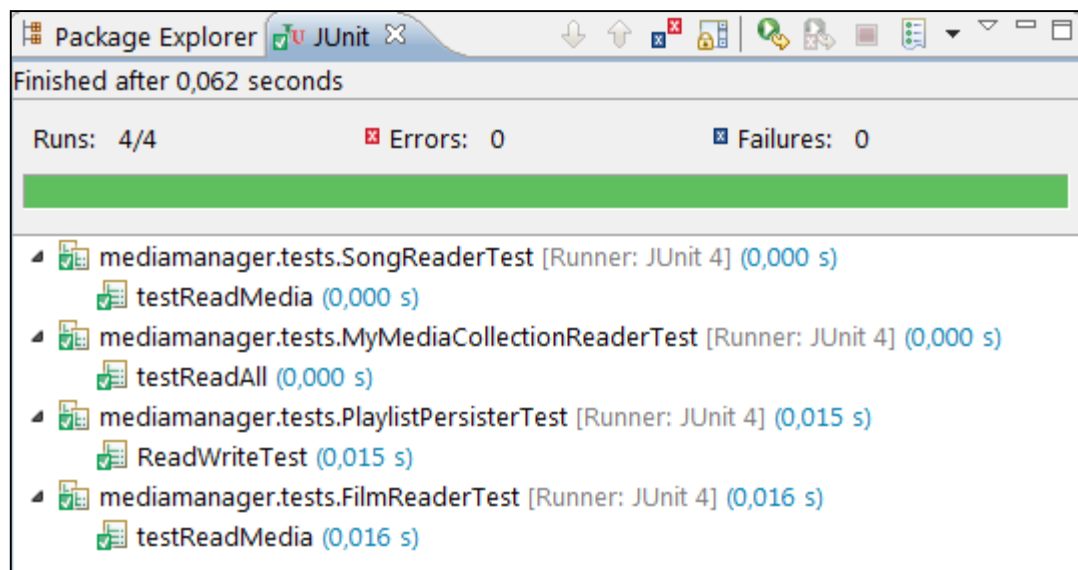 Package Explorer JUnit
Finished after 0,062 seconds
Runs: 4/4 Errors: 0 Failures: 0
mediamanager.tests.SongReaderTest [Runner: JUnit 4] (0,000 s)
testReadMedia (0,000 s)
mediamanager.tests.MyMediaCollectionReaderTest [Runner: JUnit 4] (0,000 s)
testReadAll (0,000 s)
mediamanager.tests.PlaylistPersisterTest [Runner: JUnit 4] (0,015 s)
ReadWriteTest (0,015 s)
mediamanager.tests.FilmReaderTest [Runner: JUnit 4] (0,016 s)
testReadMedia (0,016 s)